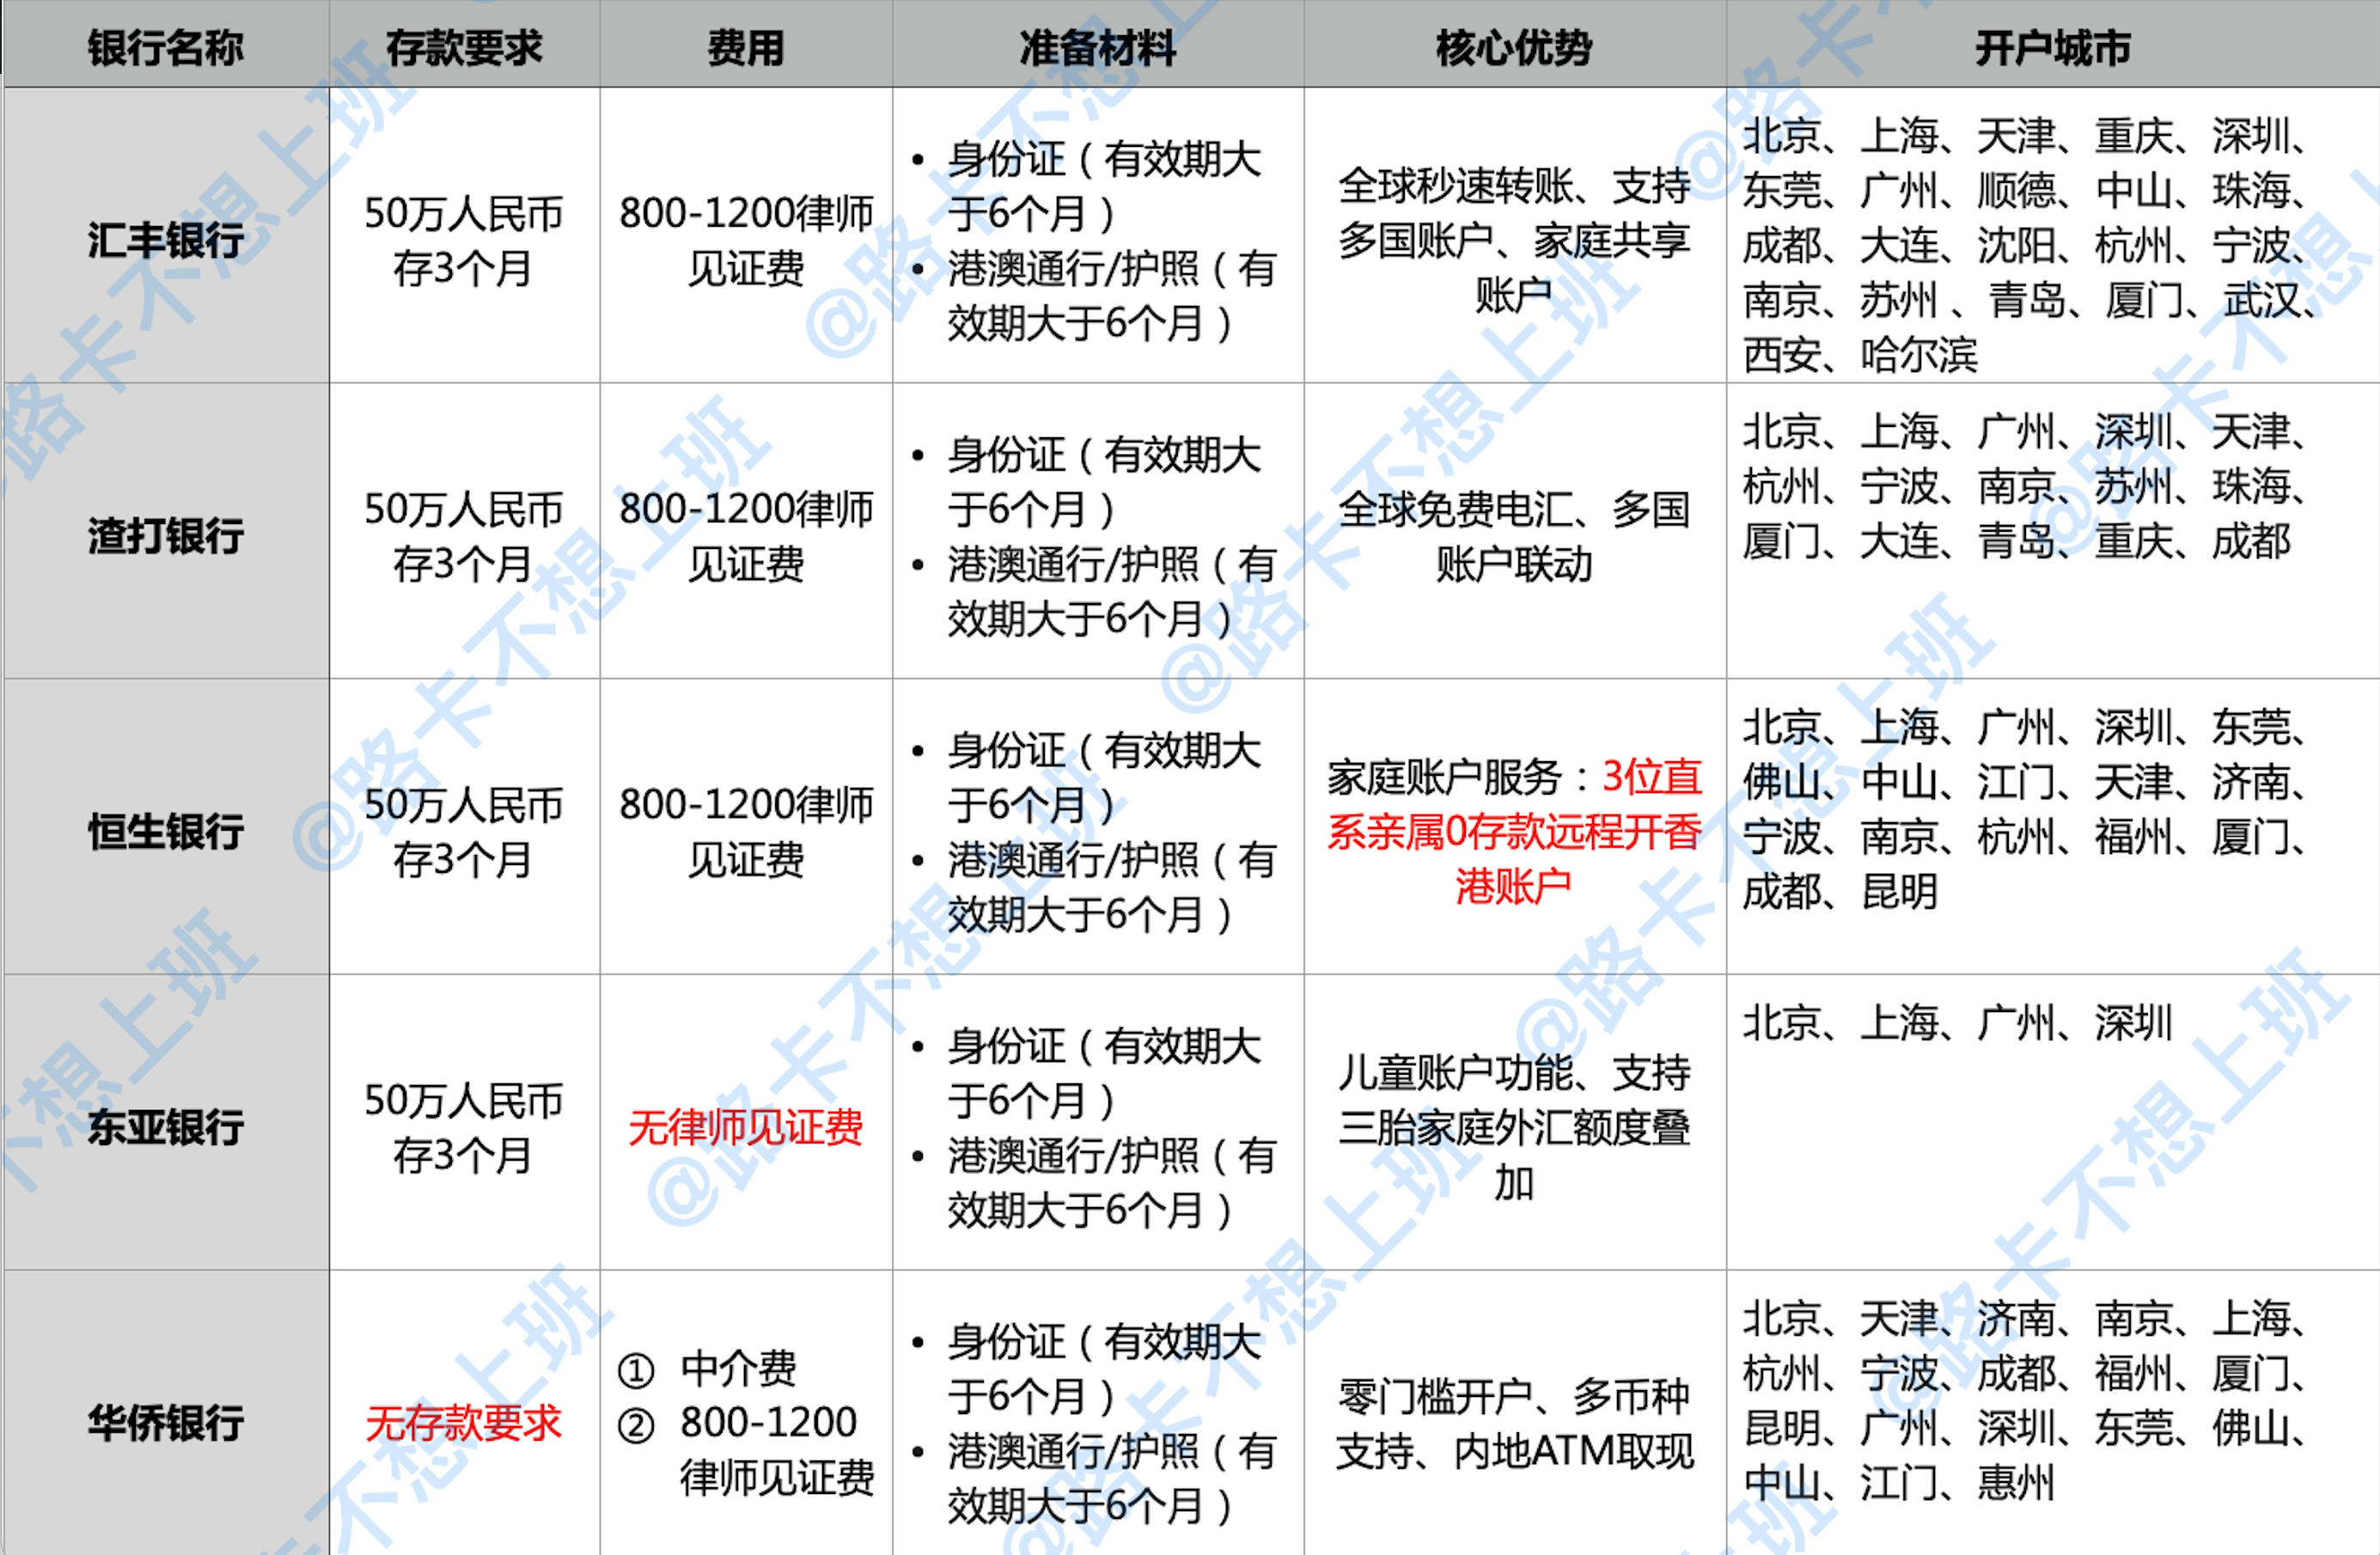 银行名称 存款要求 费用 准备材料 核心优势 开户城市
汇丰银行
50万人民币
存3个月
800-1200律师
见证费
• 身份证（有效期大
于6个月）
• 港澳通行/护照（有
效期大于6个月）
全球秒速转账、支持
多国账户、家庭共享
账户
北京、上海、天津、重庆、深圳、
东莞、广州、顺德、中山、珠海、
成都、大连、沈阳、杭州、宁波、
南京、苏州 、青岛、厦门、武汉、
西安、哈尔滨
渣打银行
50万人民币
存3个月
800-1200律师
见证费
• 身份证（有效期大
于6个月）
• 港澳通行/护照（有
效期大于6个月）
全球免费电汇、多国
账户联动
北京、上海、广州、深圳、天津、
杭州、宁波、南京、苏州、珠海、
厦门、大连、青岛、重庆、成都
恒生银行
50万人民币
存3个月
800-1200律师
见证费
• 身份证（有效期大
于6个月）
• 港澳通行/护照（有
效期大于6个月）
家庭账户服务：3位直
系亲属0存款远程开香
港账户
北京、上海、广州、深圳、东莞、
佛山、中山、江门、天津、济南、
宁波、南京、杭州、福州、厦门、
成都、昆明
东亚银行
50万人民币
存3个月
无律师见证费
• 身份证（有效期大
于6个月）
• 港澳通行/护照（有
效期大于6个月）
儿童账户功能、支持
三胎家庭外汇额度叠
加
北京、上海、广州、深圳
华侨银行
无存款要求
① 中介费
② 800-1200
律师见证费
• 身份证（有效期大
于6个月）
• 港澳通行/护照（有
效期大于6个月）
零门槛开户、多币种
支持、内地ATM取现
北京、天津、济南、南京、上海、
杭州、宁波、成都、福州、厦门、
昆明、广州、深圳、东莞、佛山、
中山、江门、惠州
@路卡不想上班